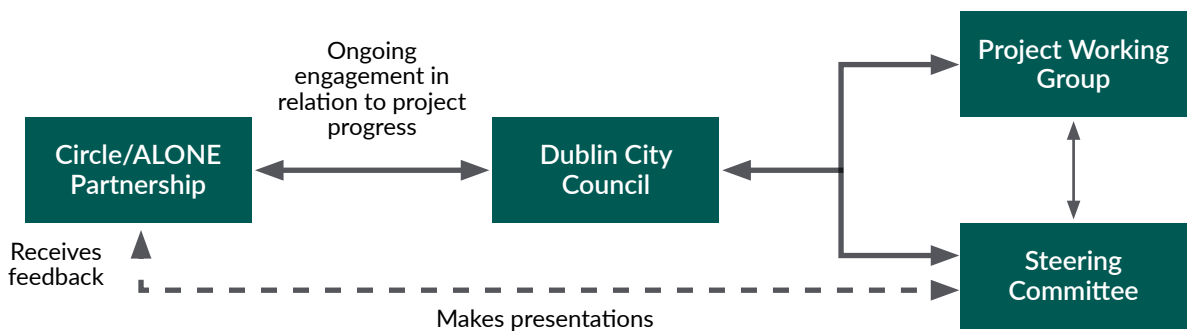 Ongoing
engagement in
relation to project
progress
Project Working
Group
Circle/ALONE
Partnership
Dublin City
Council
Receives
feedback
Steering
Committee
Makes presentations